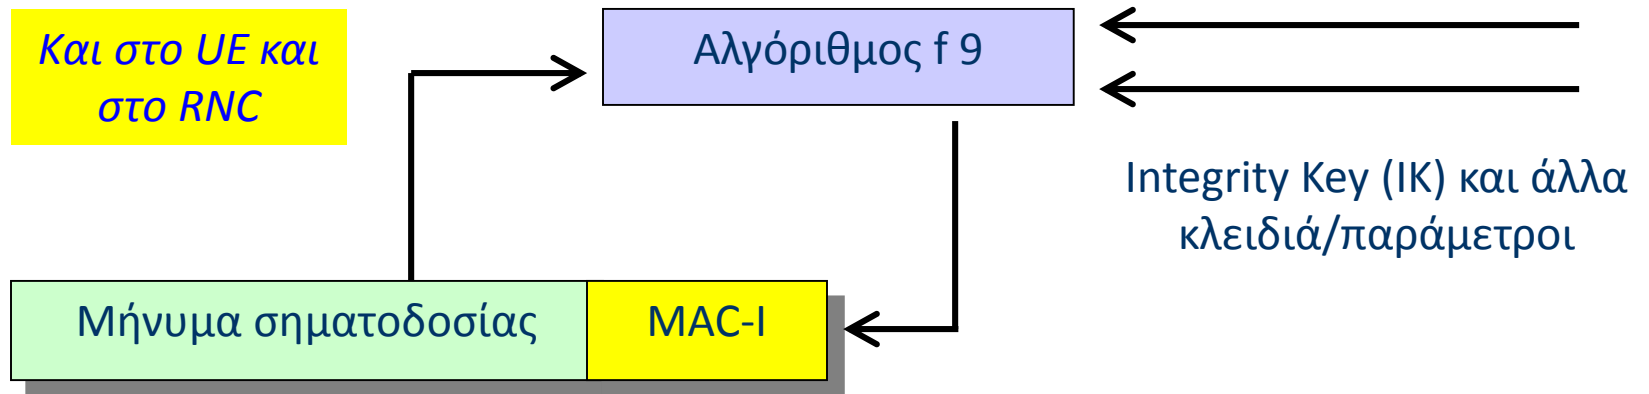 Και στο UE και
στο RNC
Αλγόριθμος f 9
Integrity Key (IK) και άλλα
κλειδιά/παράμετροι
Μήνυμα σηματοδοσίας
MAC-I